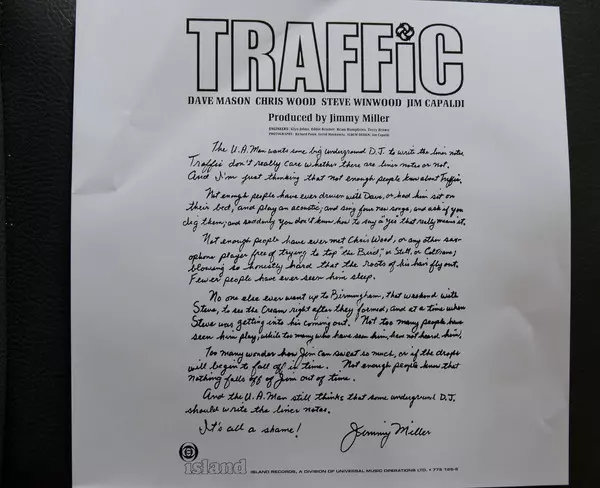 TRAFFiC
DAVE MASON CHRIS WOOD STEVE WINWOOD JIM CAPALDI
Produced by Jimmy Miller
ENGINEERS: Glyn Johns, Eddie Kramer, Brian Humphries, Terry Brown
The U.A. Man wants some big underground D.J. to write the liner notes
Traffic don't really care whether there are liner notes or not.
And I'm just thinking that not enough people know about Traffic.
Not enough people have ever driven with Dave, or had him sit on
their bed, and play an acoustic, and sing four new songs, and ask if you
dig them, and suddenly you don't know how to say a "yes" that really means it.
Not enough people have ever met Chris Wood, or any other sax-
ophone player free of trying to top "the Bird", or Stitt, or Coltrane;
blowing so honestly hard that the roots of his hair fly out.
Fewer people have ever seen him sleep.
No one else ever went up to Birmingham, that weekend with
Steve, to see the Cream right after they formed, and at a time when
Steve was getting into his coming out. Not too many people have
seen him play, while too many who have seen him, have not heard him.
Too many wonder how Jim can sweat so much, or if the drops
will begin to fall off in time. Not enough people know that
nothing falls off of Jim out of time.
And the U.A. Man still thinks that some underground D.J.
should write the liner notes.
It's all a shame! Jimmy Miller
island
ISLAND RECORDS, A DIVISION OF UNIVERSAL MUSIC OPERATIONS LTD. •